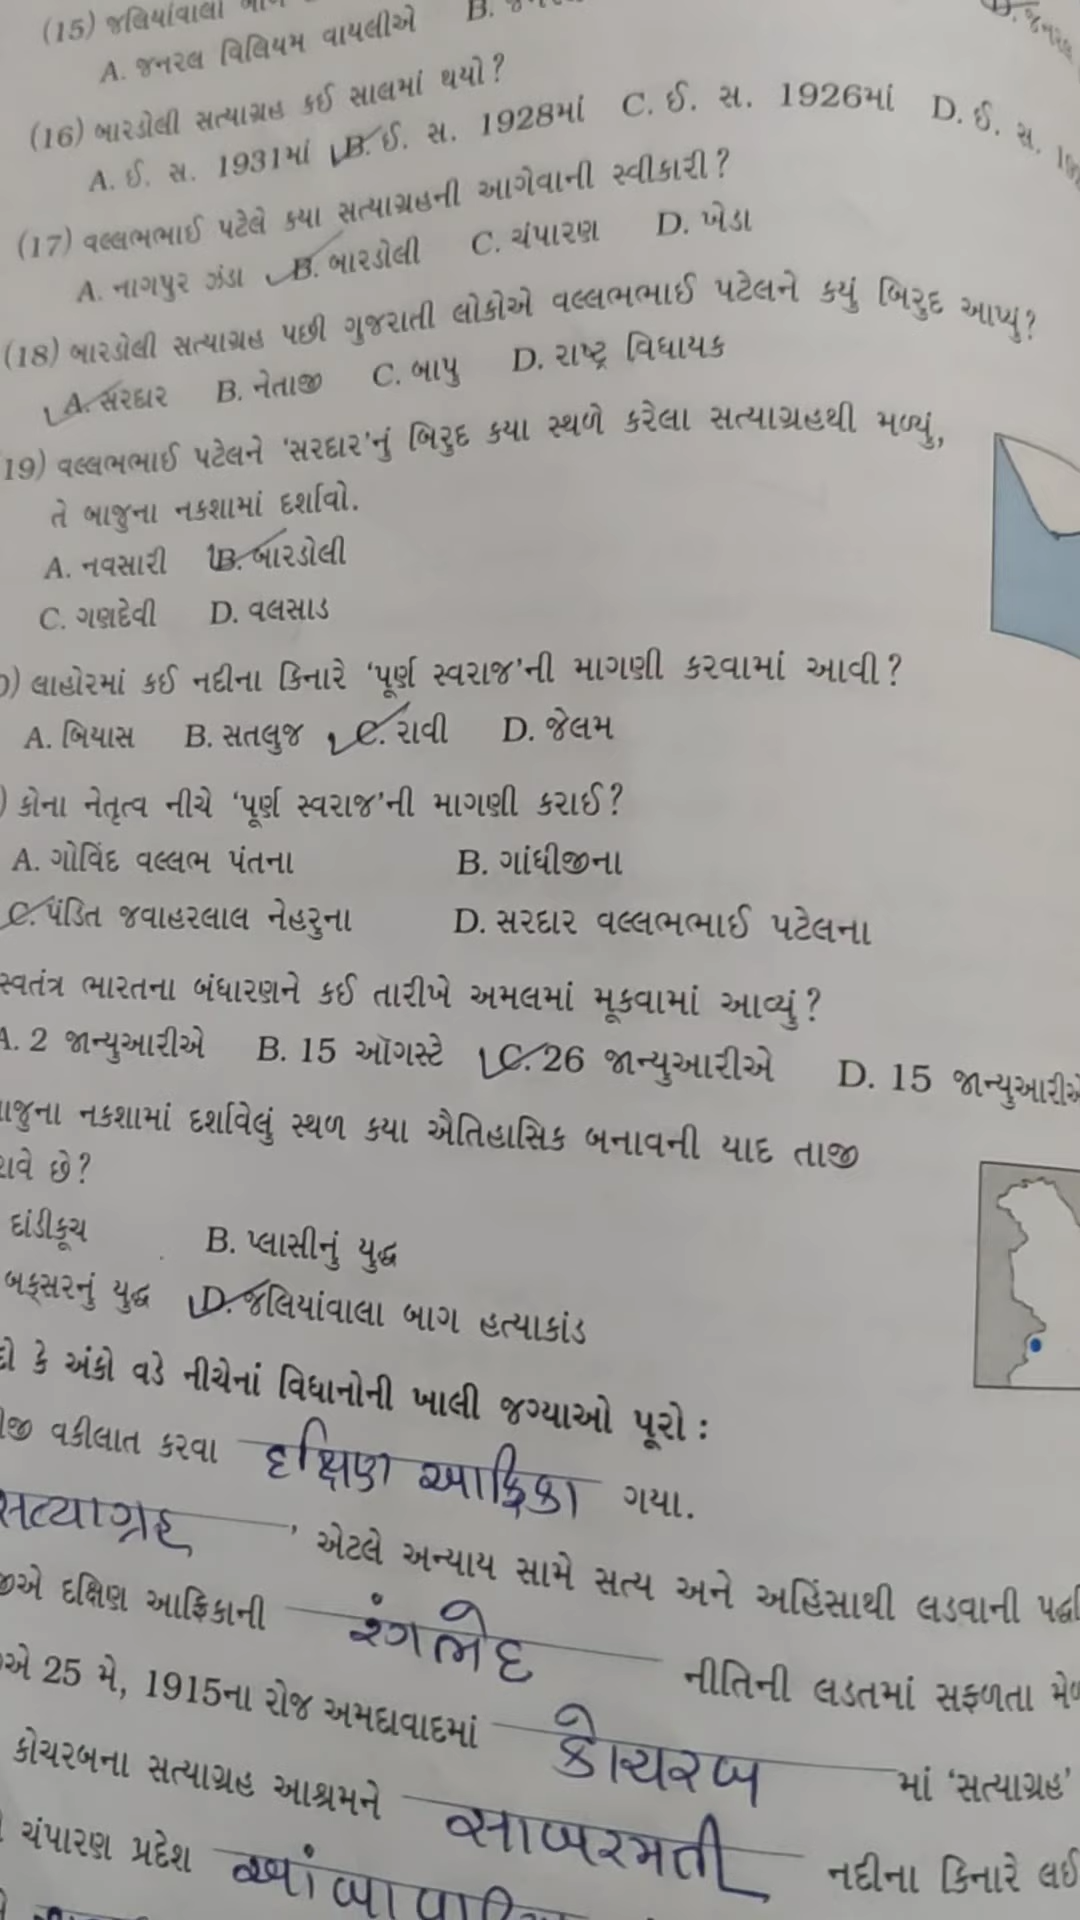 (15) જલિયાંવાલા
A. જનરલ વિલિયમ વાયલીએ B.
(16) બારડોલી સત્યાગ્રહ કઈ સાલમાં થયો?
A. ઈ. સ. 1931માં B. ઈ. સ. 1928માં C. ઈ. સ. 1926માં D. ઈ. સ.
(17) વલ્લભભાઈ પટેલે કયા સત્યાગ્રહની આગેવાની સ્વીકારી?
A. નાગપુર ઝંડા B. બારડોલી C. ચંપારણ D. ખેડા
(18) બારડોલી સત્યાગ્રહ પછી ગુજરાતી લોકોએ વલ્લભભાઈ પટેલને કયું બિરુદ આપ્યુ?
A. સરદાર B. નેતાજી C. બાપુ D. રાષ્ટ્ર વિધાયક
19) વલ્લભભાઈ પટેલને ‘સરદાર’નું બિરુદ કયા સ્થળે કરેલા સત્યાગ્રહથી મળ્યું,
તે બાજુના નકશામાં દર્શાવો.
A. નવસારી B. બારડોલી
C. ગણદેવી D. વલસાડ
) લાહોરમાં કઈ નદીના કિનારે ‘પૂર્ણ સ્વરાજ’ની માગણી કરવામાં આવી?
A. બિયાસ B. સતલુજ C. રાવી D. જેલમ
) કોના નેતૃત્વ નીચે ‘પૂર્ણ સ્વરાજ’ની માગણી કરાઈ?
A. ગોવિંદ વલ્લભ પંતના B. ગાંધીજીના
C. પંડિત જવાહરલાલ નેહરુના D. સરદાર વલ્લભભાઈ પટેલના
સ્વતંત્ર ભારતના બંધારણને કઈ તારીખે અમલમાં મૂકવામાં આવ્યું?
A. 2 જાન્યુઆરીએ B. 15 ઑગસ્ટે C. 26 જાન્યુઆરીએ D. 15 જાન્યુઆરીએ
ાજુના નકશામાં દર્શાવેલું સ્થળ કયા ઐતિહાસિક બનાવની યાદ તાજી
રાવે છે?
દાંડીકૂચ B. પ્લાસીનું યુદ્ધ
બક્સરનું યુદ્ધ D. જલિયાંવાલા બાગ હત્યાકાંડ
દો કે અંકો વડે નીચેનાં વિધાનોની ખાલી જગ્યાઓ પૂરો :
ીજી વકીલાત કરવા દક્ષિણ આફ્રિકા ગયા.
સત્યાગ્રહ ’ એટલે અન્યાય સામે સત્ય અને અહિંસાથી લડવાની
જીએ દક્ષિણ આફ્રિકાની રંગભેદ નીતિની લડતમાં સફળતા
એ 25 મે, 1915ના રોજ અમદાવાદમાં કોચરબ માં ‘સત્યાગ્રહ’
કોચરબના સત્યાગ્રહ આશ્રમને સાબરમતી નદીના કિનારે લઈ
ચંપારણ પ્રદેશ